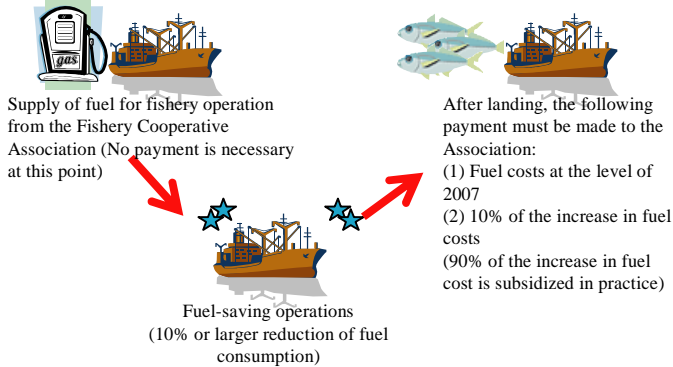 gas
Supply of fuel for fishery operation
from the Fishery Cooperative
Association (No payment is necessary
at this point)
Fuel-saving operations
(10% or larger reduction of fuel
consumption)
After landing, the following
payment must be made to the
Association:
(1) Fuel costs at the level of
2007
(2) 10% of the increase in fuel
costs
(90% of the increase in fuel
cost is subsidized in practice)